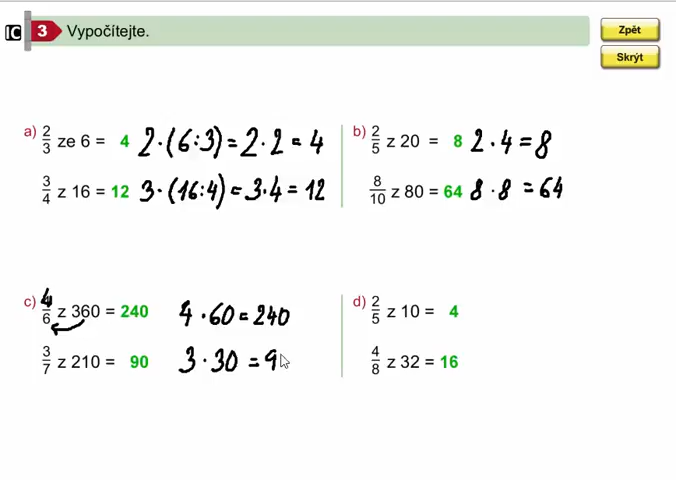 3 Vypočítejte.
Zpět
Skrýt
a) 2/3 ze 6 = 4 2·(6:3)=2·2=4
3/4 z 16 = 12 3·(16:4)=3·4=12
b) 2/5 z 20 = 8 2·4=8
8/10 z 80 = 64 8·8=64
c) 4/6 z 360 = 240 4·60=240
3/7 z 210 = 90 3·30=9
d) 2/5 z 10 = 4
4/8 z 32 = 16